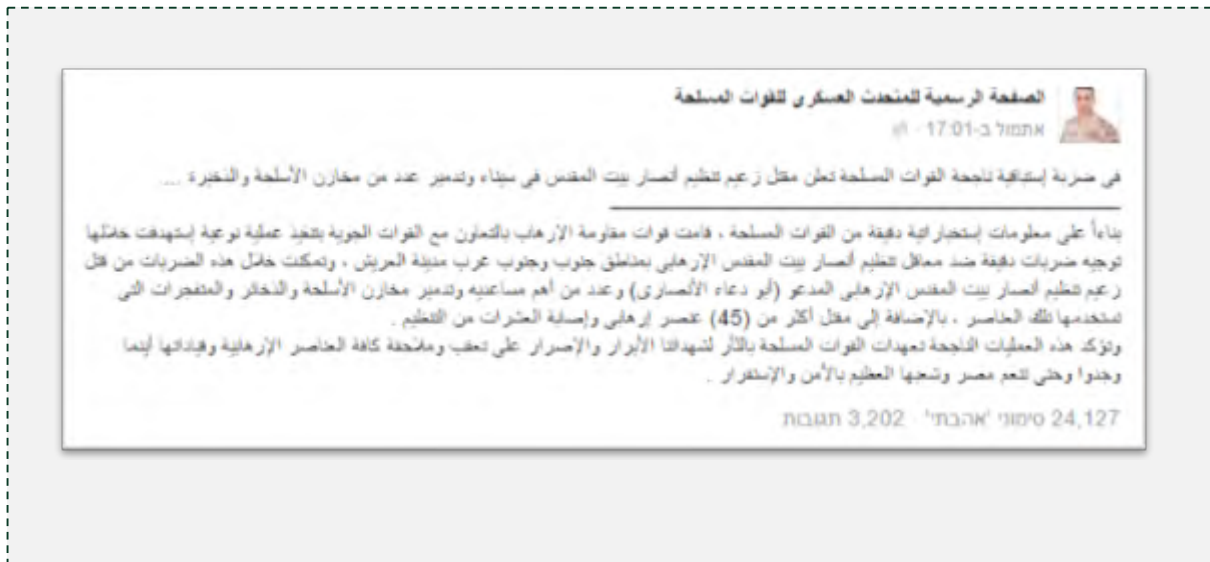 الصفحة الرسمية للمتحدث العسكري للقوات المسلحة
אתמול ב-17:01 ·
في ضربة إستباقية ناجحة القوات المسلحة تعلن مقتل زعيم تنظيم أنصار بيت المقدس في سيناء وتدمير عدد من مخازن الأسلحة والذخيرة ...
بناءاً على معلومات إستخباراتية دقيقة من القوات المسلحة ، قامت قوات مقاومة الإرهاب بالتعاون مع القوات الجوية بتنفيذ عملية نوعية إستهدفت خلالها
توجيه ضربات دقيقة ضد معاقل تنظيم أنصار بيت المقدس الإرهابي بمناطق جنوب وجنوب غرب مدينة العريش ، وتمكنت خلال هذه الضربات من قتل
زعيم تنظيم أنصار بيت المقدس الإرهابي المدعو (أبو دعاء الأنصاري) وعدد من أهم مساعديه وتدمير مخازن الأسلحة والذخائر والمتفجرات التي
تستخدمها تلك العناصر ، بالإضافة إلى مقتل أكثر من (45) عنصر إرهابي وإصابة العشرات من التنظيم .
وتؤكد هذه العمليات الناجحة تعهدات القوات المسلحة بالثأر لشهدائنا الأبرار والإصرار على تعقب وملاحقة كافة العناصر الإرهابية وقياداتها أينما
وجدوا وحتى تنعم مصر وشعبها العظيم بالأمن والإستقرار .
24,127 סימוני 'אהבתי' · 3,202 תגובות